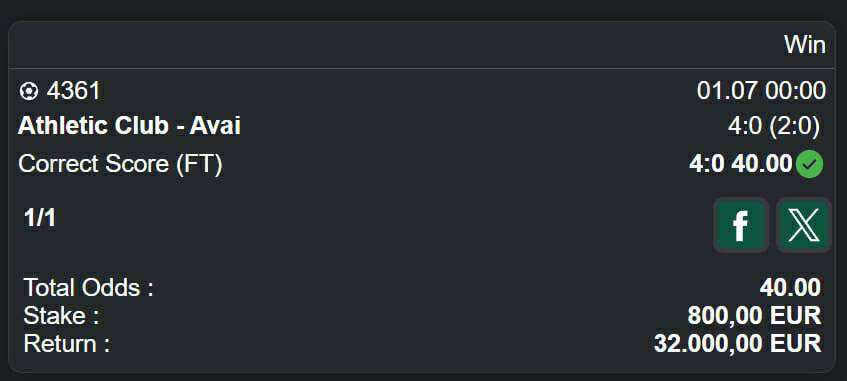 Win
4361 01.07 00:00
Athletic Club - Avai 4:0 (2:0)
Correct Score (FT) 4:0 40.00
1/1
Total Odds : 40.00
Stake : 800,00 EUR
Return : 32.000,00 EUR